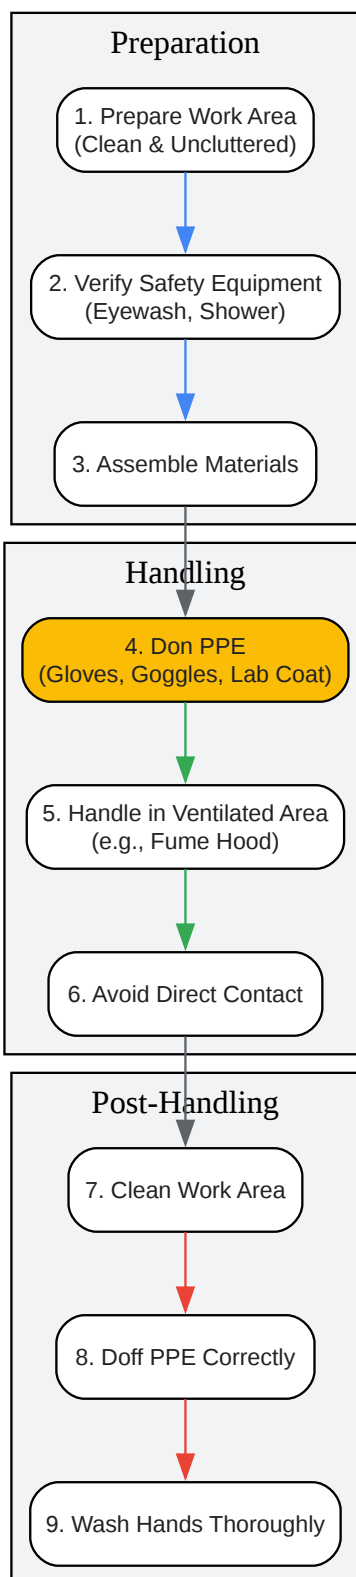 Preparation
1. Prepare Work Area
(Clean & Uncluttered)
2. Verify Safety Equipment
(Eyewash, Shower)
3. Assemble Materials
Handling
4. Don PPE
(Gloves, Goggles, Lab Coat)
5. Handle in Ventilated Area
(e.g., Fume Hood)
6. Avoid Direct Contact
Post-Handling
7. Clean Work Area
8. Doff PPE Correctly
9. Wash Hands Thoroughly